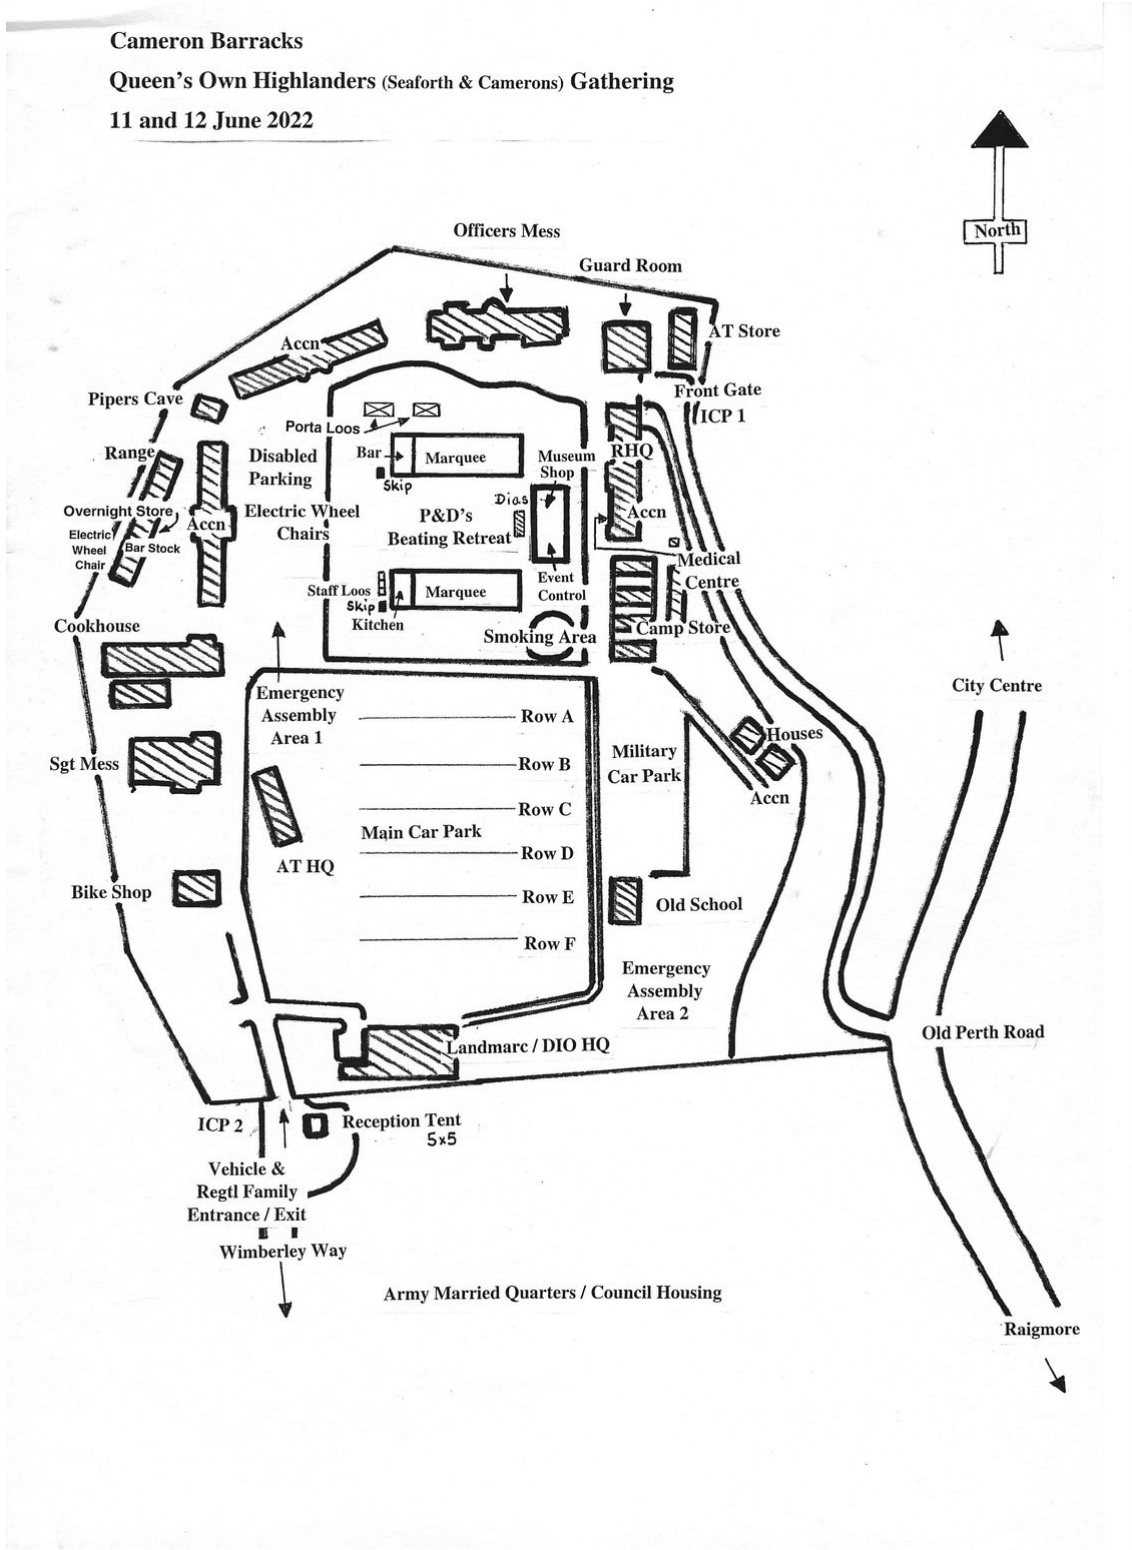 Cameron Barracks
Queen's Own Highlanders (Seaforth & Camerons) Gathering
11 and 12 June 2022
North
Officers Mess
Guard Room
AT Store
Accn
Pipers Cave
Front Gate
ICP 1
Porta Loos
Range
Disabled
Parking
Bar
Marquee
Skip
Museum
Shop
RHQ
Overnight Store
Electric
Wheel
Chair
Bar Stock
Accn
Electric Wheel
Chairs
P&D's
Beating Retreat
Dias
Accn
Medical
Centre
Event
Control
Staff Loos
Skip
Marquee
Kitchen
Smoking Area
Camp Store
Cookhouse
City Centre
Emergency
Assembly
Area 1
Row A
Row B
Row C
Main Car Park
Row D
Row E
Row F
Military
Car Park
Houses
Accn
Sgt Mess
AT HQ
Bike Shop
Old School
Emergency
Assembly
Area 2
Old Perth Road
Landmarc / DIO HQ
ICP 2
Reception Tent
5x5
Vehicle &
Regtl Family
Entrance / Exit
Wimberley Way
Army Married Quarters / Council Housing
Raigmore